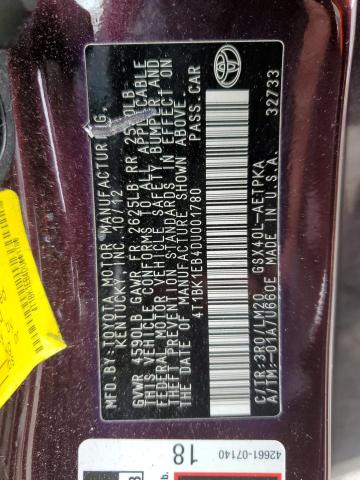 MFD.BY:TOYOTA MOTOR MANUFACTURING,
KENTUCKY, INC. 10/12
GVWR 4590LB GAWR FR 2625LB RR
THIS VEHICLE CONFORMS TO ALL APPLICABLE
FEDERAL MOTOR VEHICLE SAFETY, BUMPER, AND
THEFT PREVENTION STANDARDS IN EFFECT ON
THE DATE OF MANUFACTURE SHOWN ABOVE.
4T1BK1EB4DU001780 PASS.CAR
C/TR:3R0/LM20 GSX40L-AETPKA
A/TM:-01A/U660E MADE IN U.S.A. 32733
TOYOTA
42661-07140
18